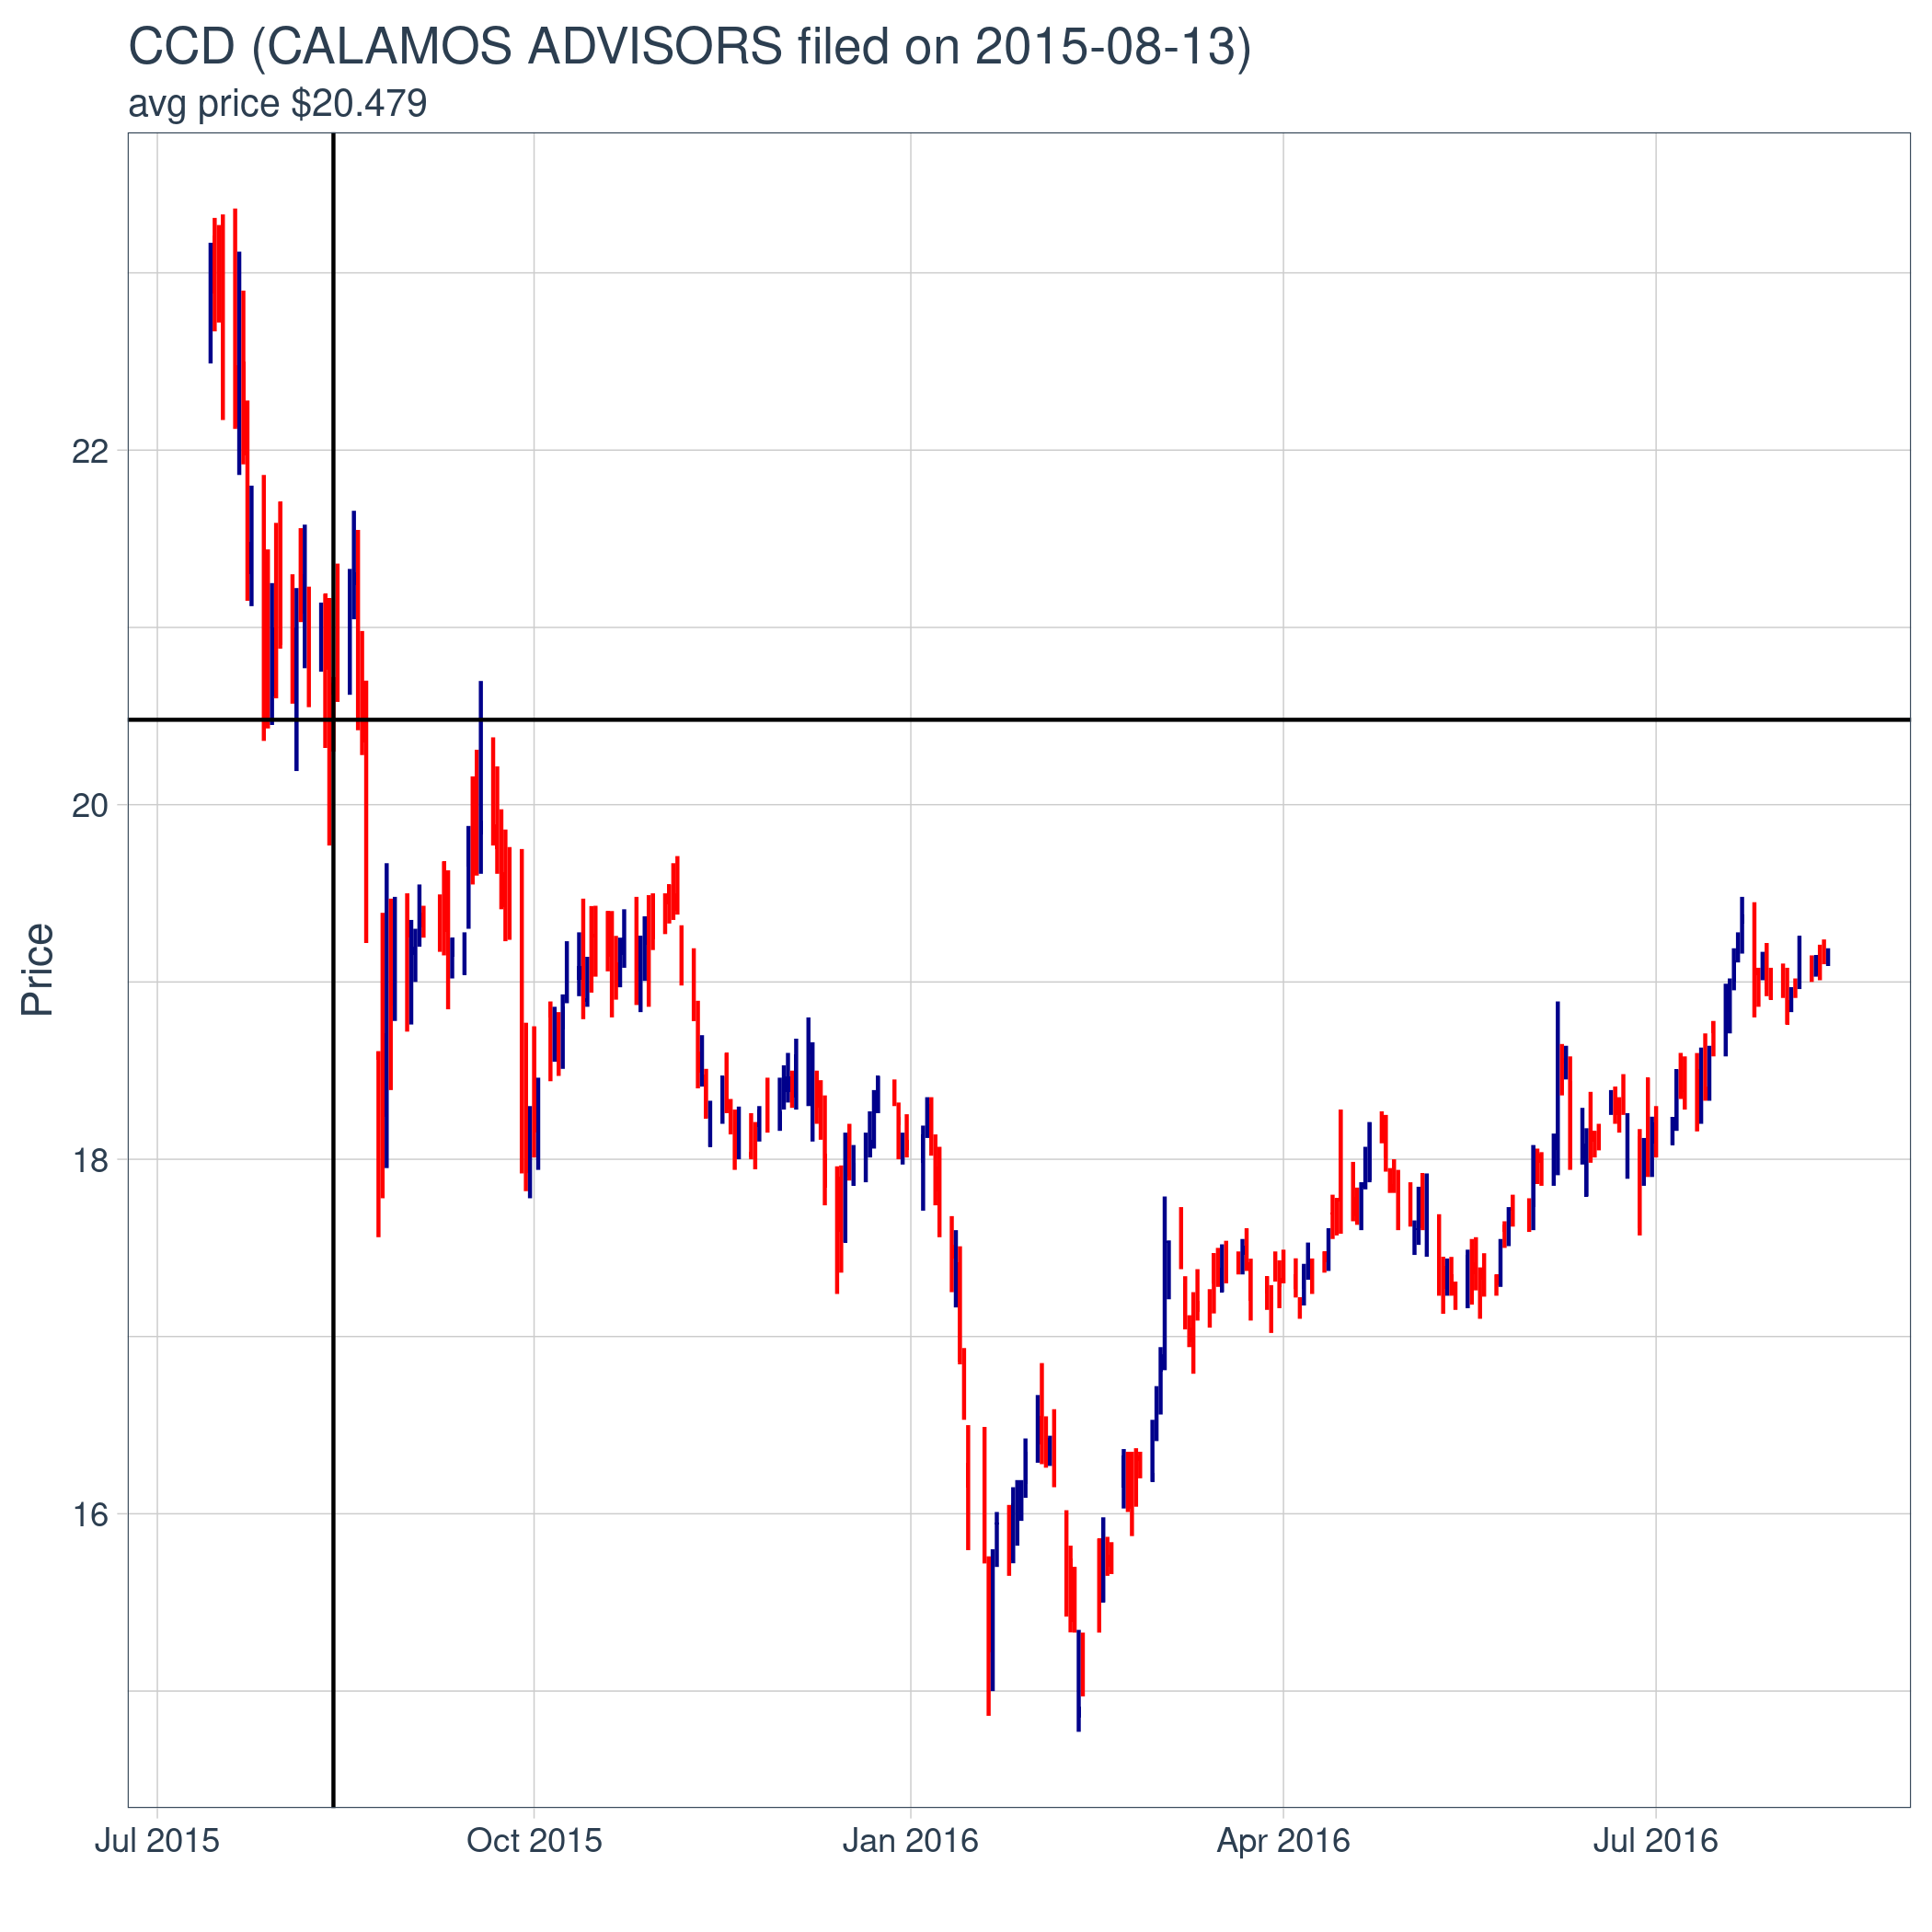 CCD (CALAMOS ADVISORS filed on 2015-08-13)
avg price $20.479
22
20
18
16
Price
Jul 2015
Oct 2015
Jan 2016
Apr 2016
Jul 2016